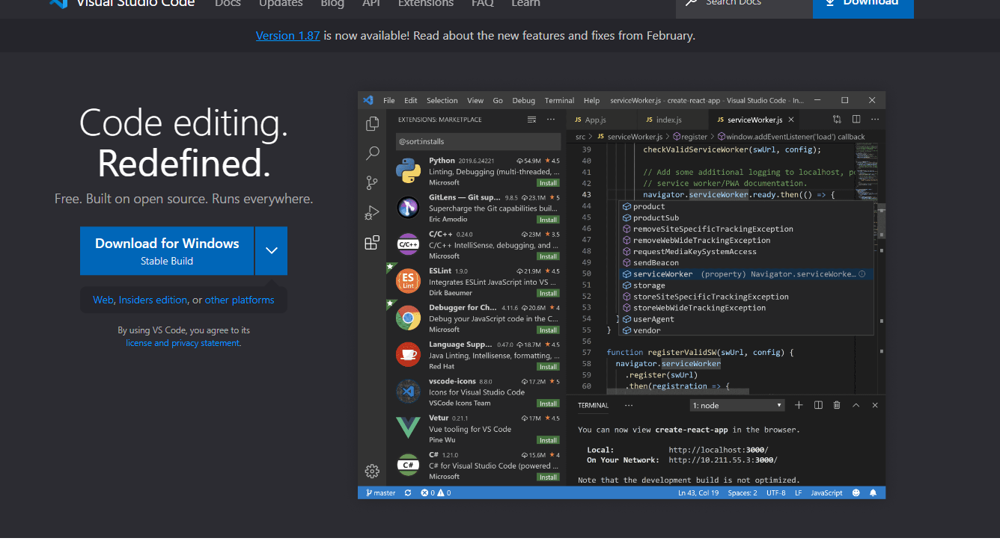 Visual Studio Code Docs Updates Blog API Extensions FAQ Learn Search Docs Download
Version 1.87 is now available! Read about the new features and fixes from February.
Code editing.
Redefined.
Free. Built on open source. Runs everywhere.
Download for Windows
Stable Build
Web, Insiders edition, or other platforms
By using VS Code, you agree to its
license and privacy statement.
File Edit Selection View Go Debug Terminal Help serviceWorker.js - create-react-app - Visual Studio Code - In...
EXTENSIONS: MARKETPLACE
@sort:installs
Python 2019.6.24221 54.9M ★ 4.5
Linting, Debugging (multi-threaded, ...
Microsoft Install
GitLens — Git sup... 9.8.5 23.1M ★ 5
Supercharge the Git capabilities buil...
Eric Amodio Install
C/C++
C/C++ 0.24.0 23M ★ 3.5
C/C++ IntelliSense, debugging, and ...
Microsoft Install
ES
Lint
ESLint 1.9.0 21.9M ★ 4.5
Integrates ESLint JavaScript into VS ...
Dirk Baeumer Install
Debugger for Ch... 4.11.6 20.6M ★ 4
Debug your JavaScript code in the C...
Microsoft Install
Language Supp... 0.47.0 18.7M ★ 4.5
Java Linting, Intellisense, formatting, ...
Red Hat Install
vscode-icons 8.8.0 17.2M ★ 5
Icons for Visual Studio Code
VSCode Icons Team Install
Vetur 0.21.1 17M ★ 4.5
Vue tooling for VS Code
Pine Wu Install
C#
C# 1.21.0 15.6M ★ 4
C# for Visual Studio Code (powered ...
Microsoft Install
JS App.js JS index.js JS serviceWorker.js
src > JS serviceWorker.js > register > window.addEventListener('load') callback
39 checkValidServiceWorker(swUrl, config);
40
41 // Add some additional logging to localhost, po
42 // service worker/PWA documentation.
43 navigator.serviceWorker.ready.then(() => {
44 product
45 productSub
46 removeSiteSpecificTrackingException
47 removeWebWideTrackingException
48 requestMediaKeySystemAccess
49 sendBeacon
50 serviceWorker (property) Navigator.serviceWorke...
51 storage
52 storeSiteSpecificTrackingException
53 storeWebWideTrackingException
54 } userAgent
55 } vendor
56
57 function registerValidSW(swUrl, config) {
58 navigator.serviceWorker
59 .register(swUrl)
60 .then(registration => {
TERMINAL ... 1: node
You can now view create-react-app in the browser.
Local: http://localhost:3000/
On Your Network: http://10.211.55.3:3000/
Note that the development build is not optimized.
master 0 0 Ln 43, Col 19 Spaces: 2 UTF-8 LF JavaScript